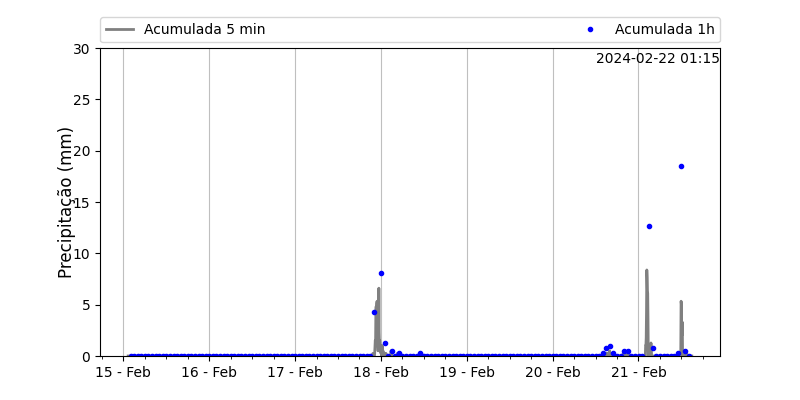 Acumulada 5 min
Acumulada 1h
2024-02-22 01:15
Precipitação (mm)
30
25
20
15
10
5
0
15 - Feb
16 - Feb
17 - Feb
18 - Feb
19 - Feb
20 - Feb
21 - Feb